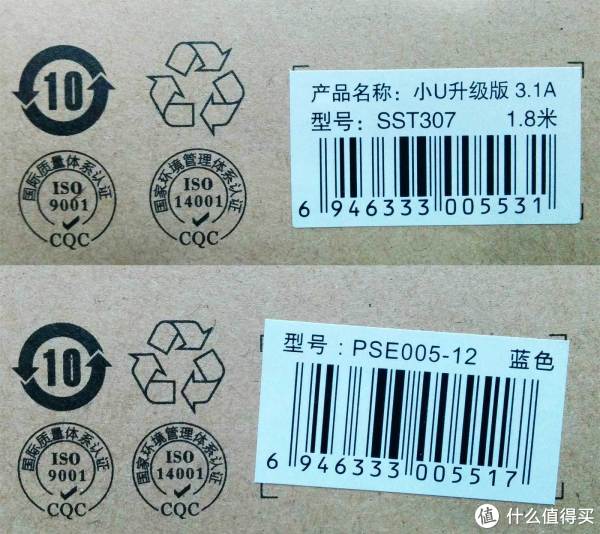 10
国际质量体系认证
ISO
9001
CQC
国家环境管理体系认证
ISO
14001
CQC
产品名称：小U升级版 3.1A
型号：SST307 1.8米
6 946333 005531
10
国际质量体系认证
ISO
9001
CQC
国家环境管理体系认证
ISO
14001
CQC
型号：PSE005-12 蓝色
6 946333 005517
值 什么值得买